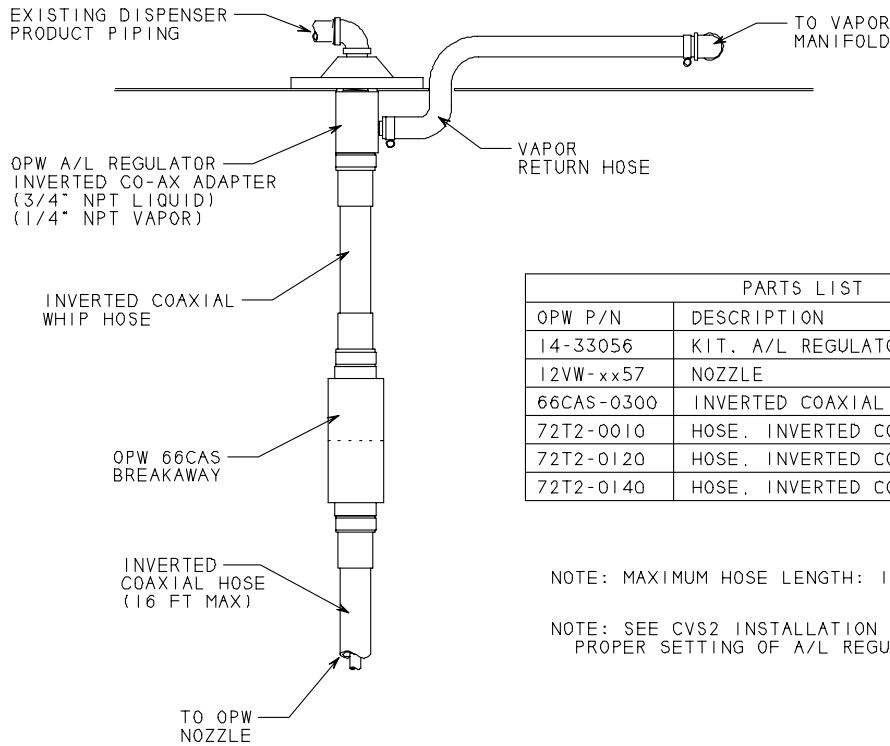 EXISTING DISPENSER
PRODUCT PIPING
TO VAPOR
MANIFOLD
OPW A/L REGULATOR
INVERTED CO-AX ADAPTER
(3/4" NPT LIQUID)
(1/4" NPT VAPOR)
VAPOR
RETURN HOSE
INVERTED COAXIAL
WHIP HOSE
PARTS LIST
OPW P/N DESCRIPTION
14-33056 KIT, A/L REGULATO
12VW-xx57 NOZZLE
66CAS-0300 INVERTED COAXIAL
72T2-0010 HOSE, INVERTED CO
72T2-0120 HOSE, INVERTED CO
72T2-0140 HOSE, INVERTED CO
OPW 66CAS
BREAKAWAY
INVERTED
COAXIAL HOSE
(16 FT MAX)
NOTE: MAXIMUM HOSE LENGTH: 1
NOTE: SEE CVS2 INSTALLATION
PROPER SETTING OF A/L REGU
TO OPW
NOZZLE